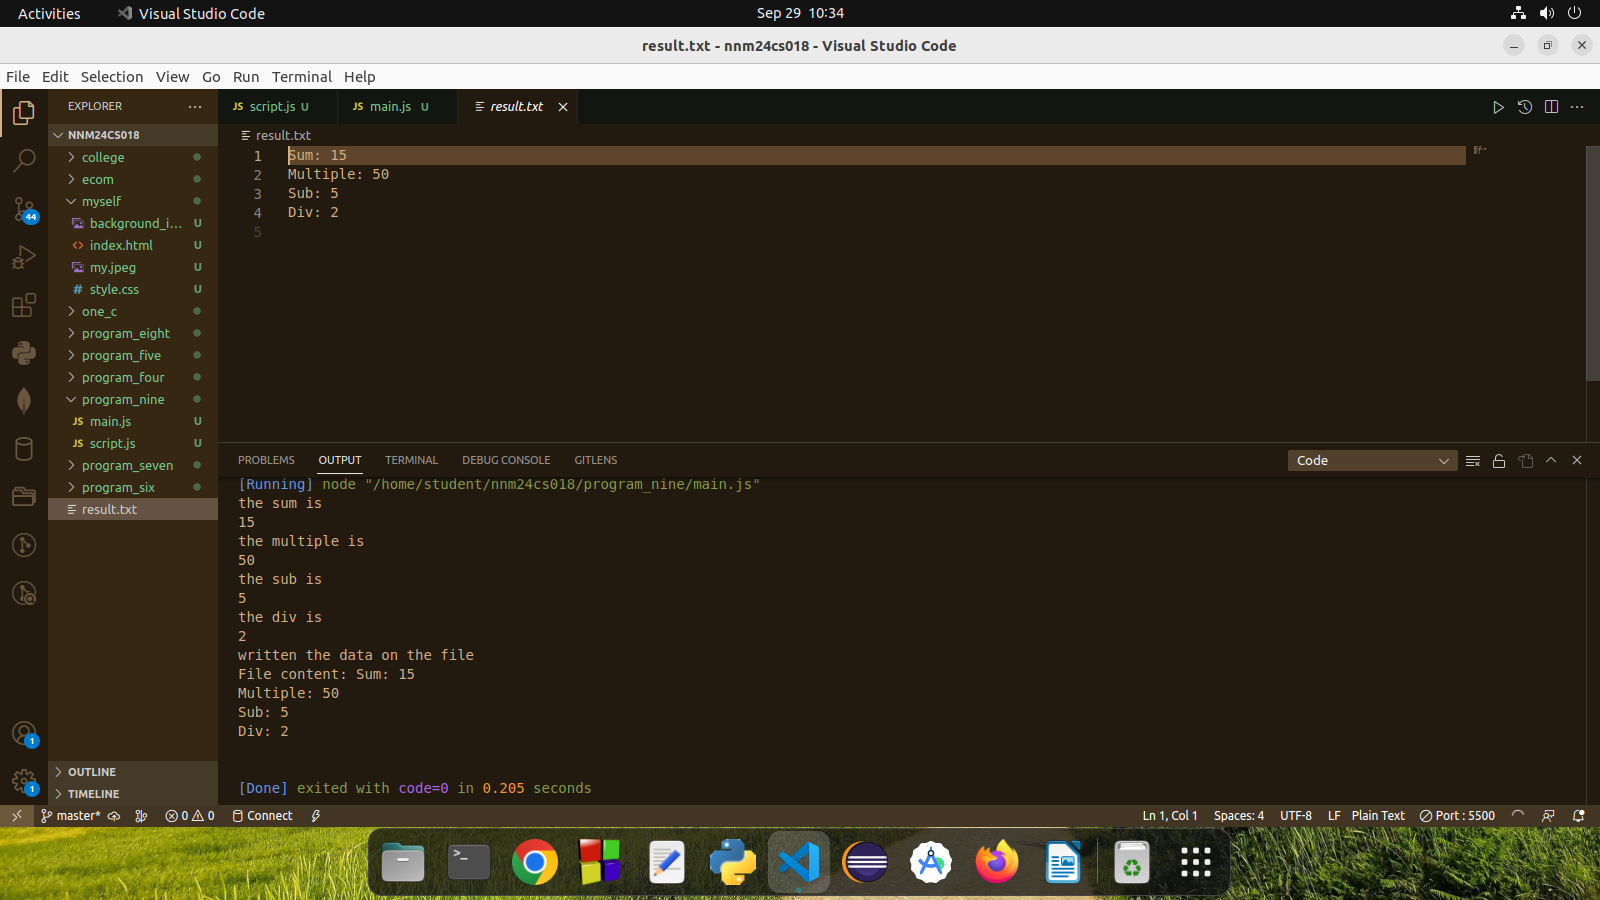 Activities
Visual Studio Code
Sep 29 10:34
result.txt - nnm24cs018 - Visual Studio Code
File Edit Selection View Go Run Terminal Help
EXPLORER
NNM24CS018
college
ecom
myself
background_i... U
index.html U
my.jpeg U
style.css U
one_c
program_eight
program_five
program_four
program_nine
JS main.js U
JS script.js U
program_seven
program_six
result.txt
OUTLINE
TIMELINE
44
1
1
JS script.js U
JS main.js U
result.txt
result.txt
1 Sum: 15
2 Multiple: 50
3 Sub: 5
4 Div: 2
5
PROBLEMS OUTPUT TERMINAL DEBUG CONSOLE GITLENS
Code
[Running] node "/home/student/nnm24cs018/program_nine/main.js"
the sum is
15
the multiple is
50
the sub is
5
the div is
2
written the data on the file
File content: Sum: 15
Multiple: 50
Sub: 5
Div: 2
[Done] exited with code=0 in 0.205 seconds
master* 0 0 Connect
Ln 1, Col 1 Spaces: 4 UTF-8 LF Plain Text Port : 5500